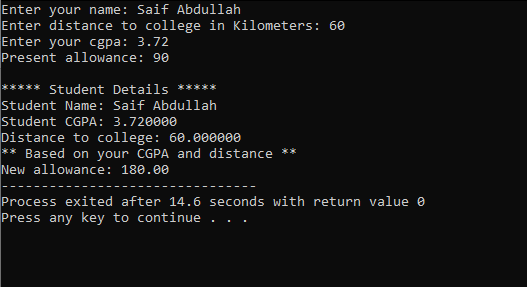 Enter your name: Saif Abdullah
Enter distance to college in Kilometers: 60
Enter your cgpa: 3.72
Present allowance: 90
***** Student Details *****
Student Name: Saif Abdullah
Student CGPA: 3.720000
Distance to college: 60.000000
** Based on your CGPA and distance **
New allowance: 180.00
--------------------------------
Process exited after 14.6 seconds with return value 0
Press any key to continue . . .